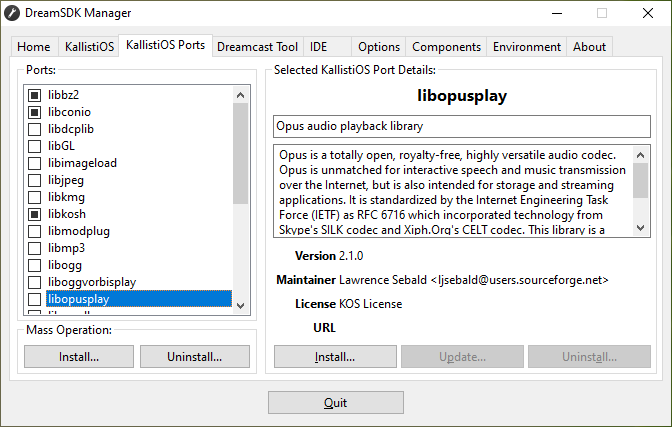 DreamSDK Manager
Home KallistiOS KallistiOS Ports Dreamcast Tool IDE Options Components Environment About
Ports:
libbz2
libconio
libdcplib
libGL
libimageload
libjpeg
libkmg
libkosh
libmodplug
libmp3
libogg
liboggvorbisplay
libopusplay
Mass Operation:
Install... Uninstall...
Selected KallistiOS Port Details:
libopusplay
Opus audio playback library
Opus is a totally open, royalty-free, highly versatile audio codec.
Opus is unmatched for interactive speech and music transmission
over the Internet, but is also intended for storage and streaming
applications. It is standardized by the Internet Engineering Task
Force (IETF) as RFC 6716 which incorporated technology from
Skype's SILK codec and Xiph.Org's CELT codec. This library is a
Version 2.1.0
Maintainer Lawrence Sebald <ljsebald@users.sourceforge.net>
License KOS License
URL
Install... Update... Uninstall...
Quit